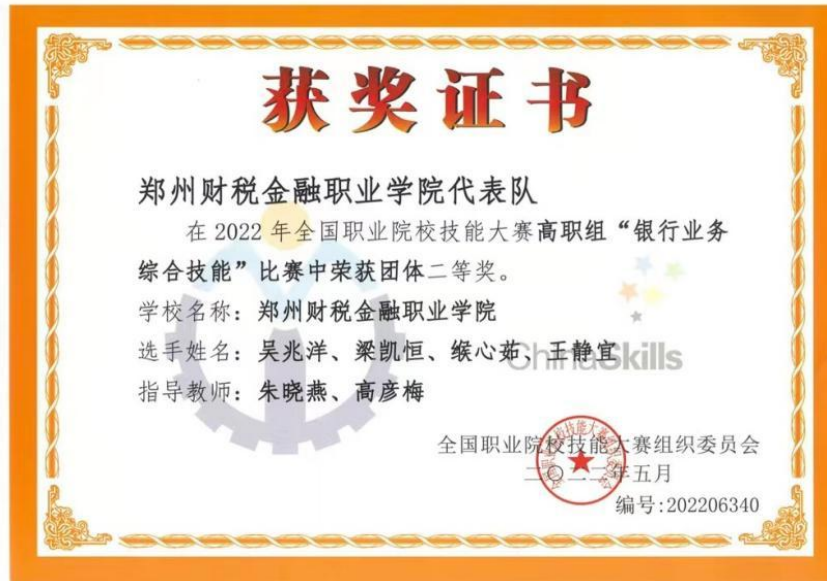 获奖证书
郑州财税金融职业学院代表队
在 2022 年全国职业院校技能大赛高职组“银行业务
综合技能”比赛中荣获团体二等奖。
学校名称：郑州财税金融职业学院
选手姓名：吴兆洋、梁凯恒、缑心茹、王静宜
ChinaSkills
指导教师：朱晓燕、高彦梅
全国职业院校技能大赛组织委员会
二〇二二年五月
编号:202206340